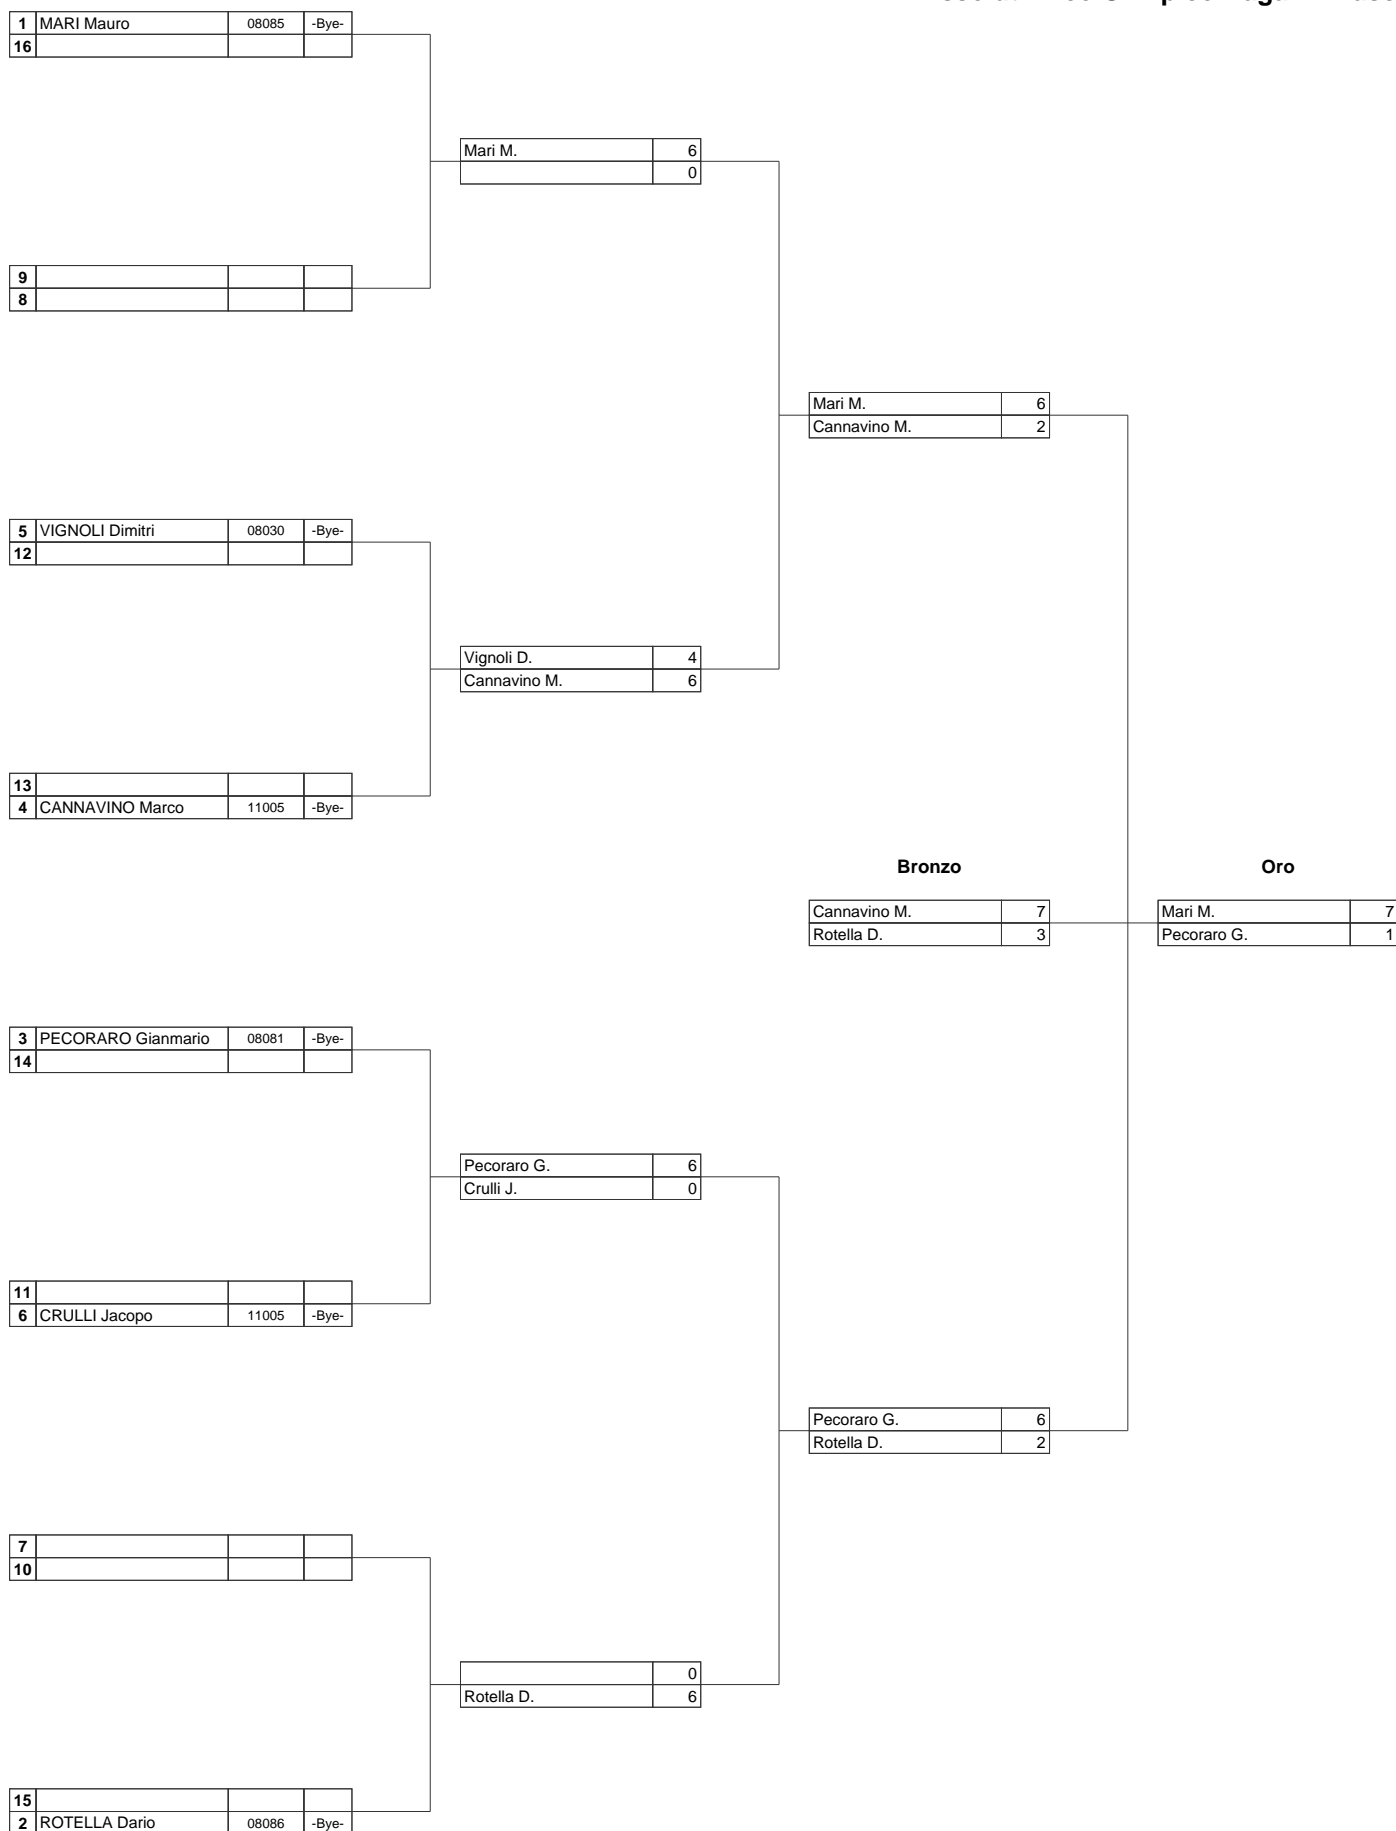 1 MARI Mauro 08085 -Bye-
16
Mari M. 6
0
9
8
Mari M. 6
Cannavino M. 2
5 VIGNOLI Dimitri 08030 -Bye-
12
Vignoli D. 4
Cannavino M. 6
13
4 CANNAVINO Marco 11005 -Bye-
Bronzo Oro
Cannavino M. 7 Mari M. 7
Rotella D. 3 Pecoraro G. 1
3 PECORARO Gianmario 08081 -Bye-
14
Pecoraro G. 6
Crulli J. 0
11
6 CRULLI Jacopo 11005 -Bye-
Pecoraro G. 6
Rotella D. 2
7
10
0
Rotella D. 6
15
2 ROTELLA Dario 08086 -Bye-